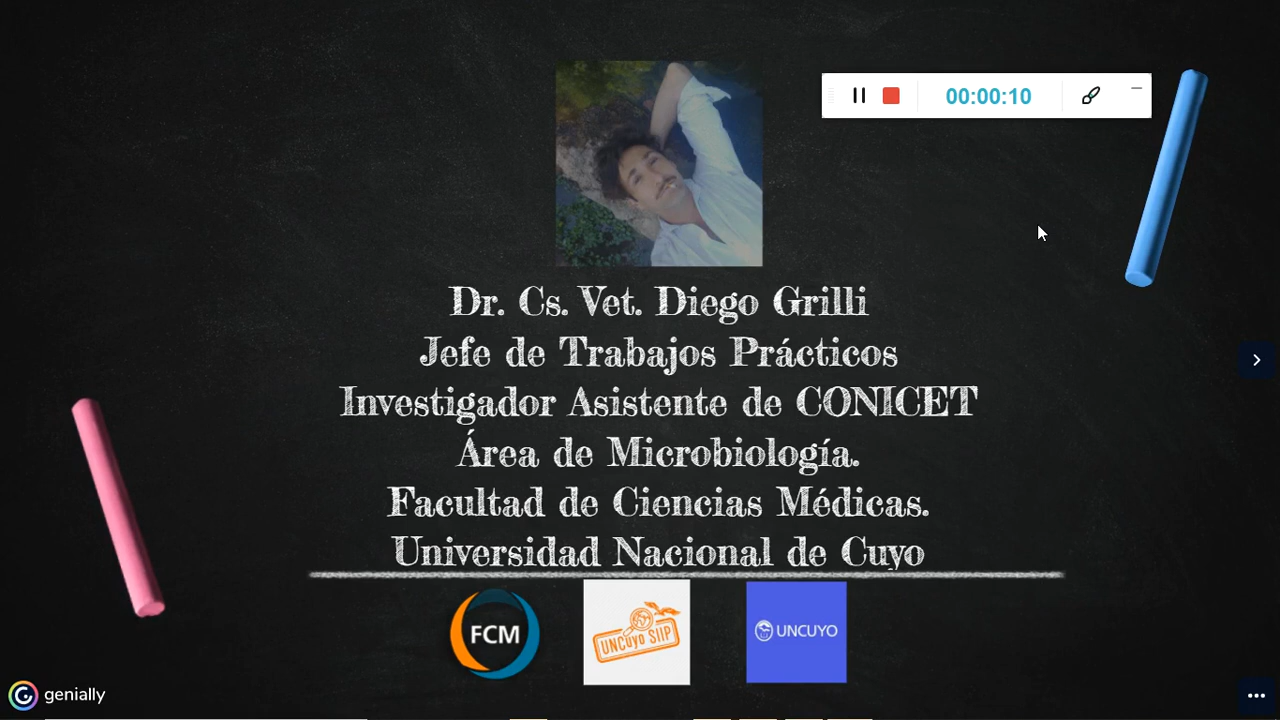 00:00:10
Dr. Cs. Vet. Diego Grilli
Jefe de Trabajos Prácticos
Investigador Asistente de CONICET
Área de Microbiología.
Facultad de Ciencias Médicas.
Universidad Nacional de Cuyo
FCM
UNCuyo SIIP
UNCUYO
genially